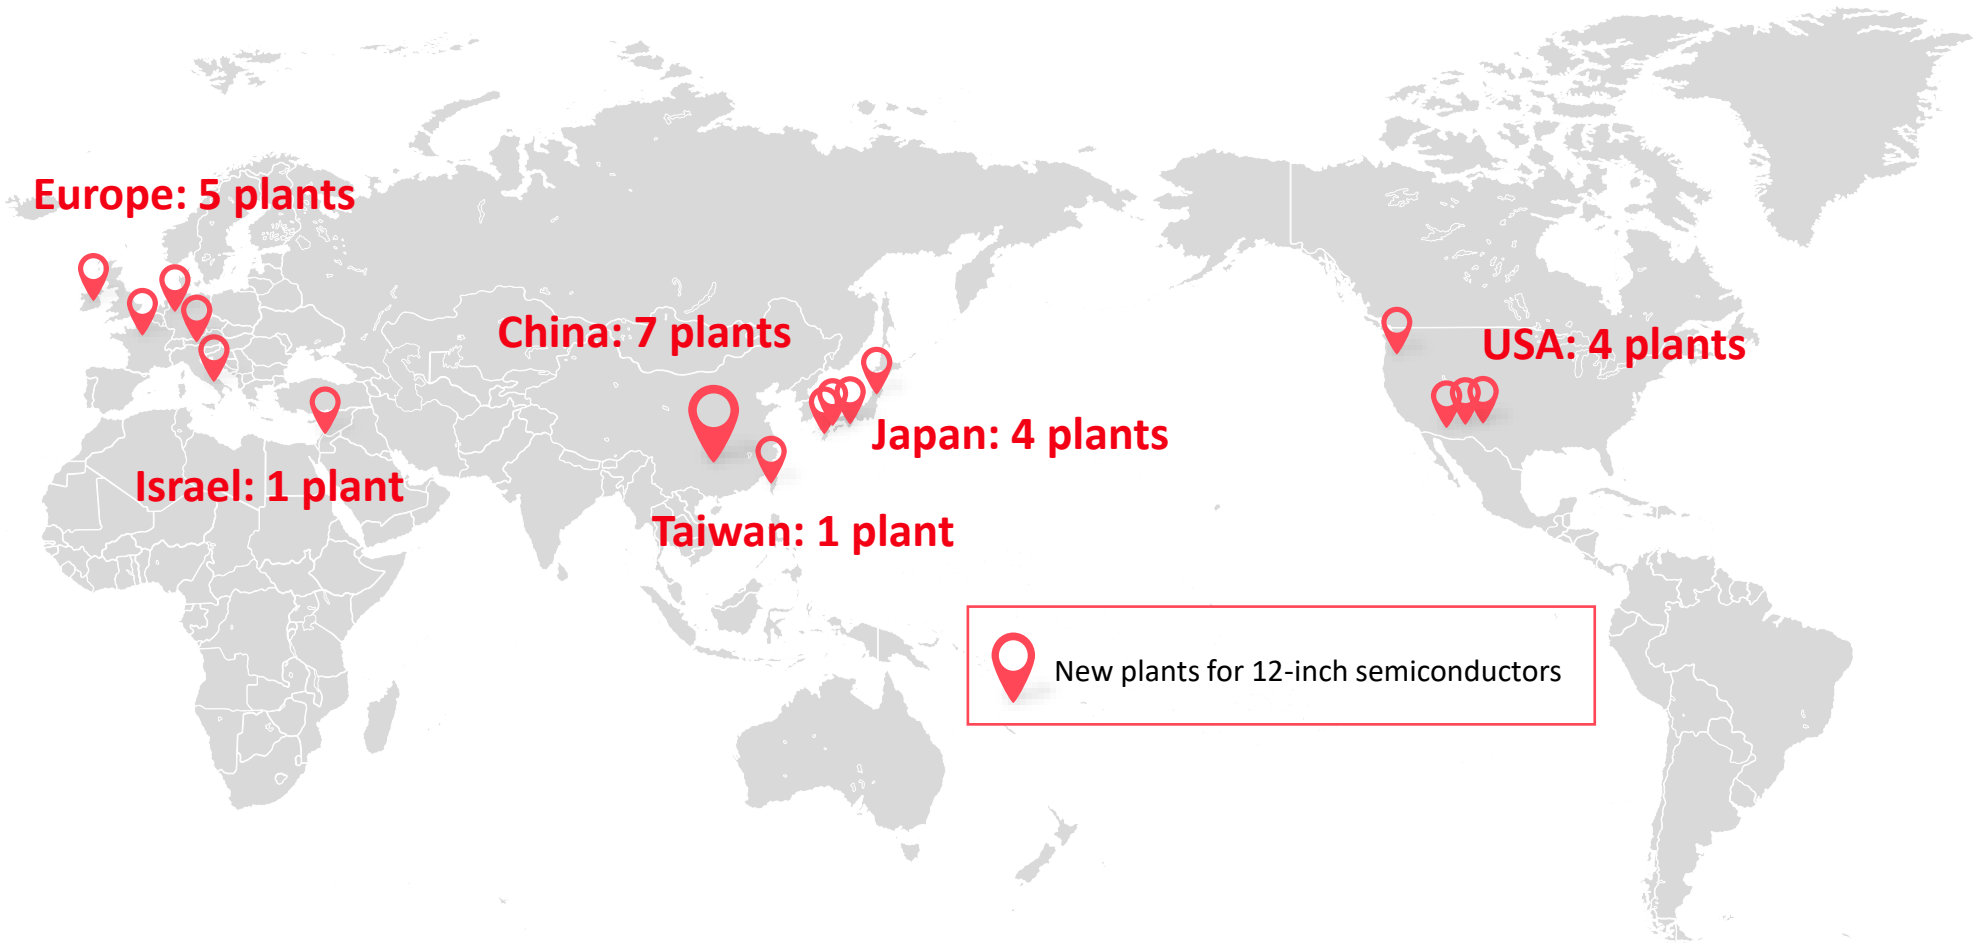 Europe: 5 plants
China: 7 plants
USA: 4 plants
Japan: 4 plants
Israel: 1 plant
Taiwan: 1 plant
New plants for 12-inch semiconductors